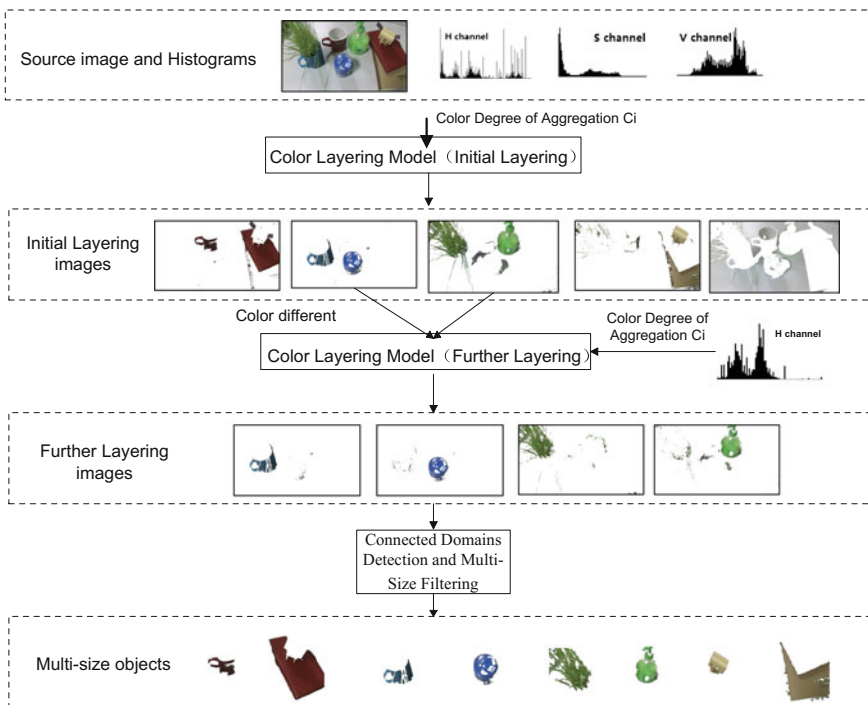 Source image and Histograms
H channel
S channel
V channel
Color Degree of Aggregation Ci
Color Layering Model（Initial Layering）
Initial Layering
images
Color different
Color Degree of
Aggregation Ci
H channel
Color Layering Model（Further Layering）
Further Layering
images
Connected Domains
Detection and Multi-
Size Filtering
Multi-size objects